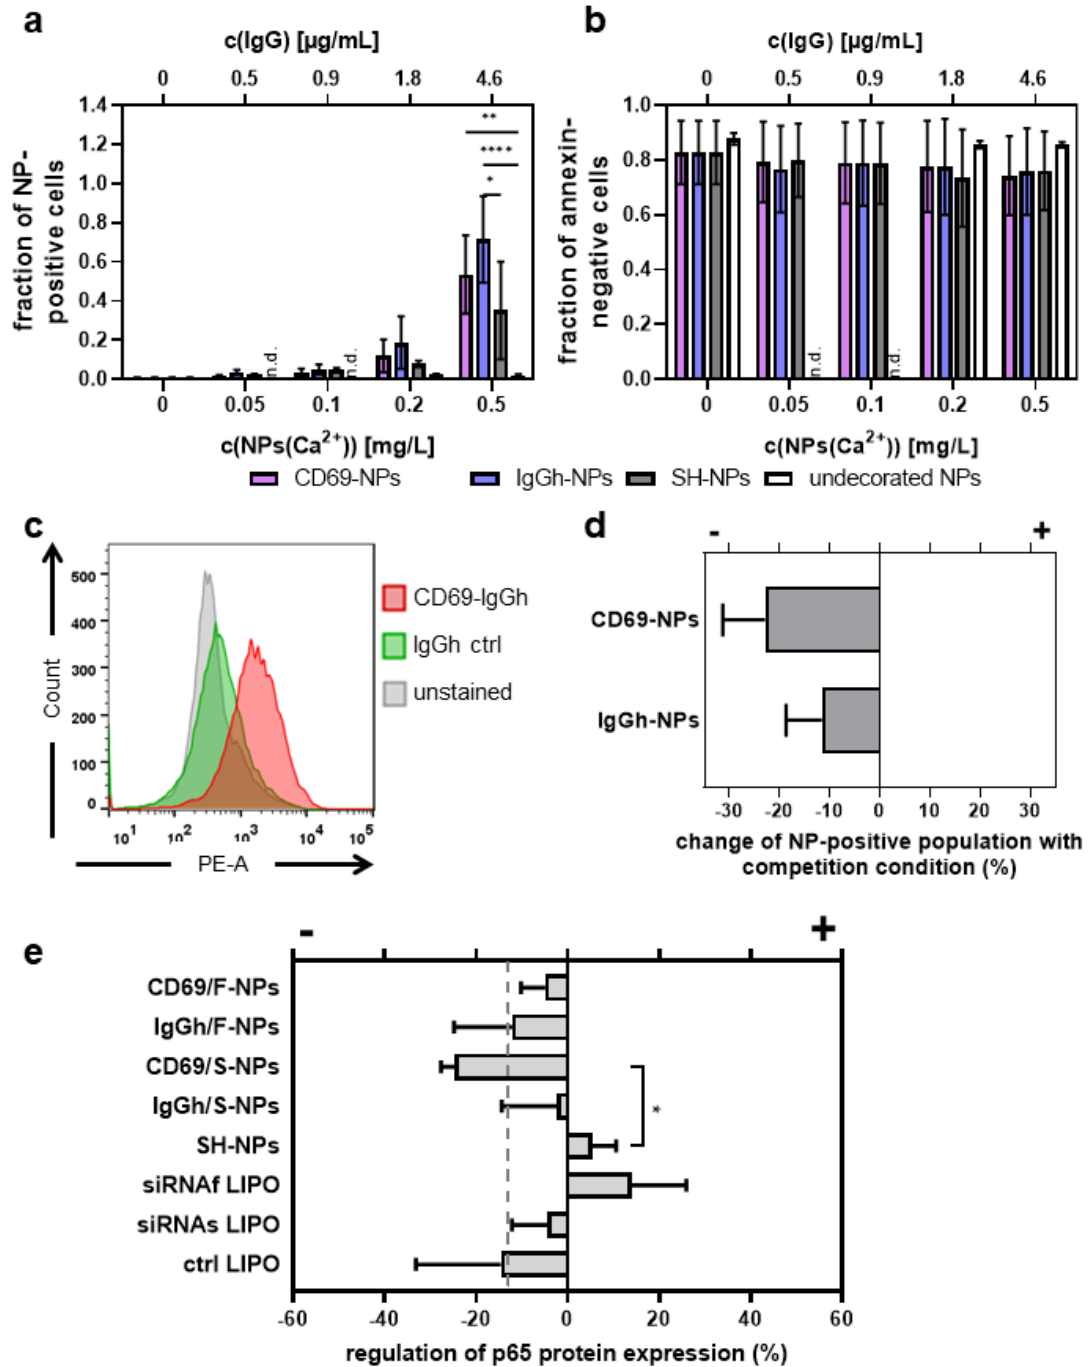 a
c(IgG) [µg/mL]
0 0.5 0.9 1.8 4.6
fraction of NP-
positive cells
1.4
1.2
1.0
0.8
0.6
0.4
0.2
0.0
**
****
*
n.d.
n.d.
0 0.05 0.1 0.2 0.5
c(NPs(Ca2+)) [mg/L]
b
c(IgG) [µg/mL]
0 0.5 0.9 1.8 4.6
fraction of annexin-
negative cells
1.0
0.8
0.6
0.4
0.2
0.0
n.d.
n.d.
0 0.05 0.1 0.2 0.5
c(NPs(Ca2+)) [mg/L]
CD69-NPs IgGh-NPs SH-NPs undecorated NPs
c
Count
500
400
300
200
100
0
101 102 103 104 105
PE-A
CD69-IgGh
IgGh ctrl
unstained
d
- +
CD69-NPs
IgGh-NPs
-30 -20 -10 0 10 20 30
change of NP-positive population with
competition condition (%)
e
- +
CD69/F-NPs
IgGh/F-NPs
CD69/S-NPs
IgGh/S-NPs
SH-NPs
siRNAf LIPO
siRNAs LIPO
ctrl LIPO
*
-60 -40 -20 0 20 40 60
regulation of p65 protein expression (%)